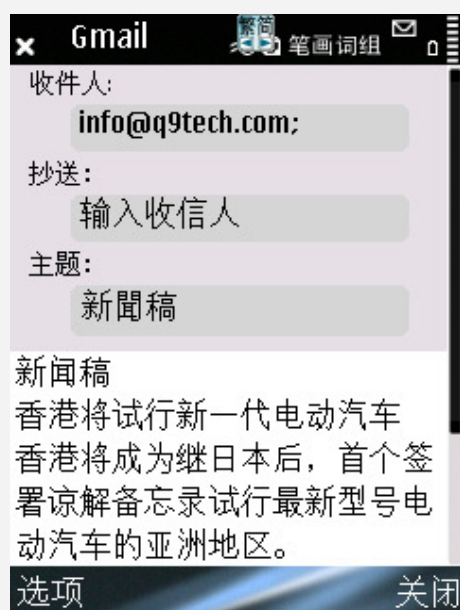 Gmail
繁简
笔画词组
收件人:
info@q9tech.com;
抄送:
输入收信人
主题:
新聞稿
新闻稿
香港将试行新一代电动汽车
香港将成为继日本后，首个签
署谅解备忘录试行最新型号电
动汽车的亚洲地区。
选项
关闭